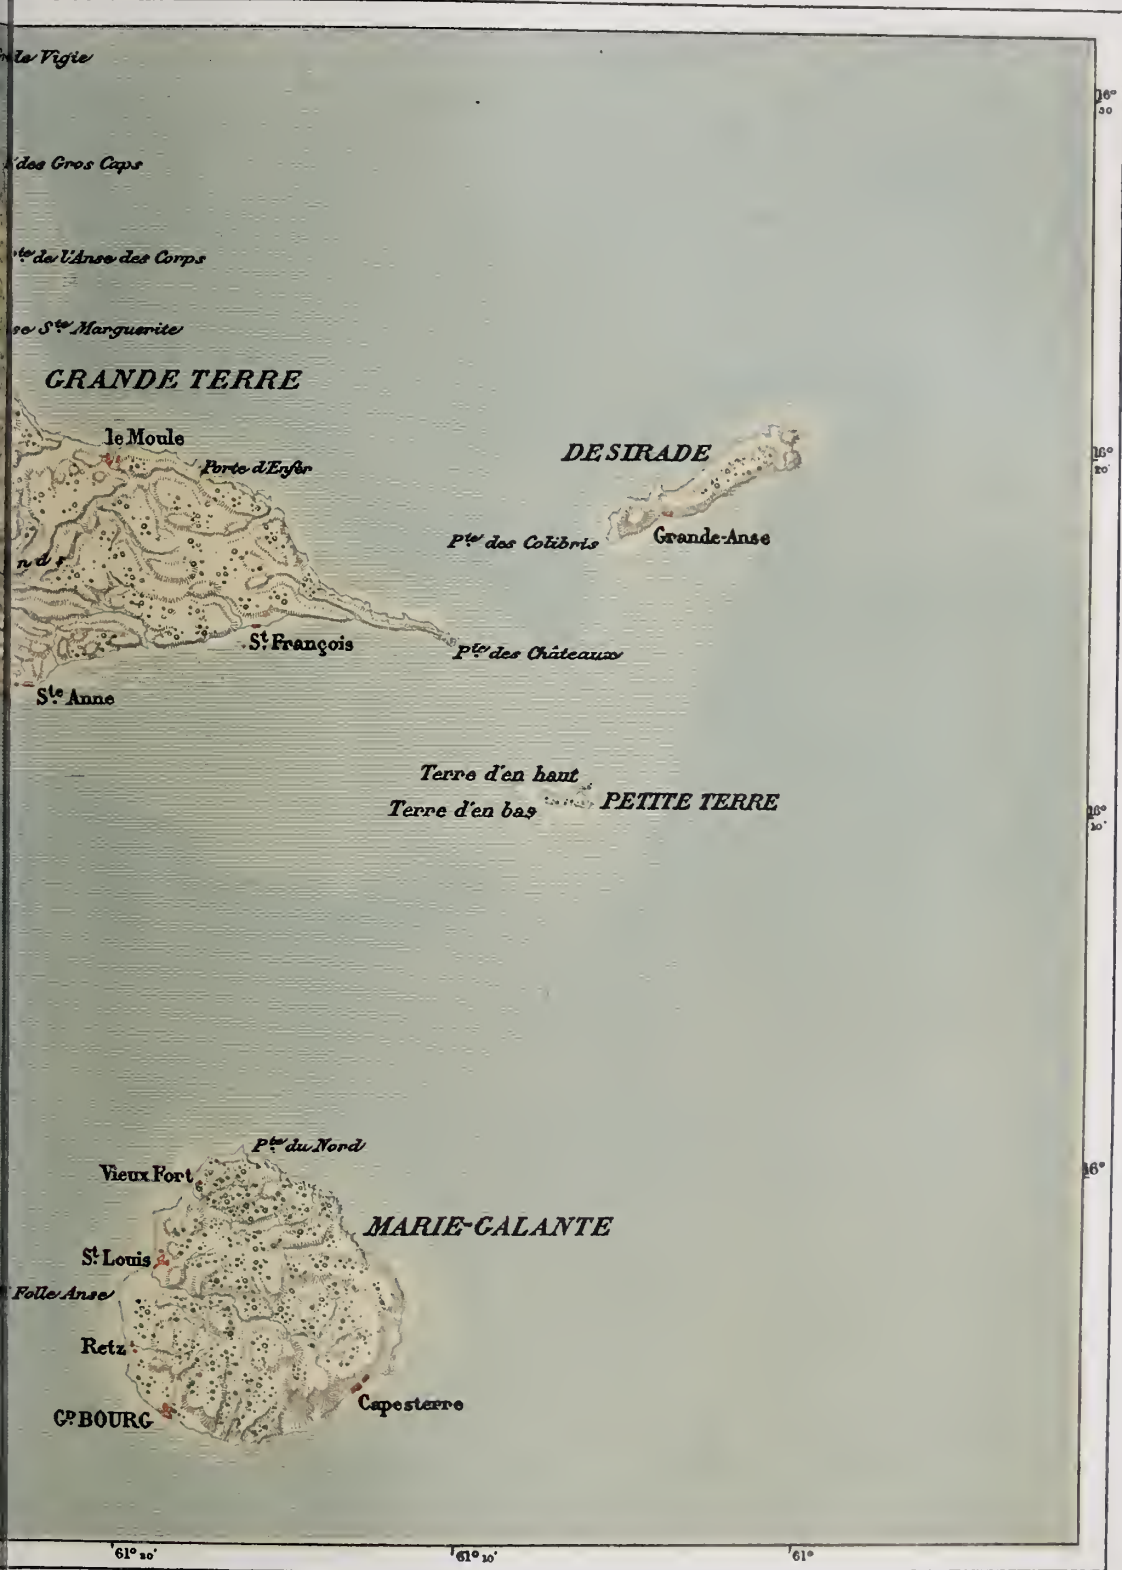 la Vigie
16°
30
des Gros Caps
te de l'Anse des Corps
Ste Marguerite
GRANDE TERRE
le Moule
Porte d'Enfer
DESIRADE
16°
20'
Pte des Colibris
Grande-Anse
nds
St François
Pte des Châteaux
Ste Anne
Terre d'en haut
Terre d'en bas
PETITE TERRE
16°
10'
Pte du Nord
Vieux Fort
16°
MARIE-GALANTE
St Louis
Folle Anse
Retz
Capesterre
GD BOURG
61° 20'
61° 10'
61°